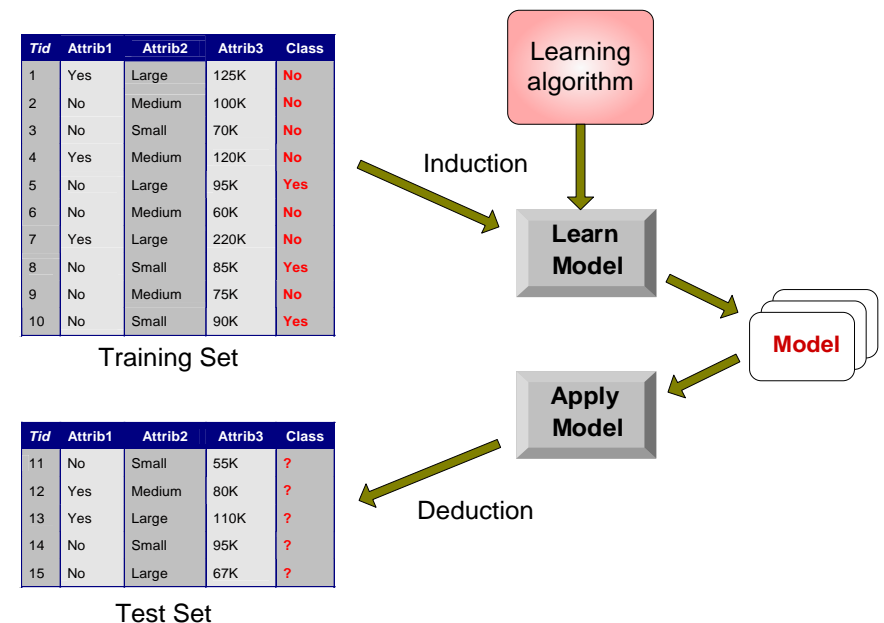 Tid Attrib1 Attrib2 Attrib3 Class
1 Yes Large 125K No
2 No Medium 100K No
3 No Small 70K No
4 Yes Medium 120K No
5 No Large 95K Yes
6 No Medium 60K No
7 Yes Large 220K No
8 No Small 85K Yes
9 No Medium 75K No
10 No Small 90K Yes
Training Set
Learning
algorithm
Induction
Learn
Model
Model
Apply
Model
Deduction
Tid Attrib1 Attrib2 Attrib3 Class
11 No Small 55K ?
12 Yes Medium 80K ?
13 Yes Large 110K ?
14 No Small 95K ?
15 No Large 67K ?
Test Set